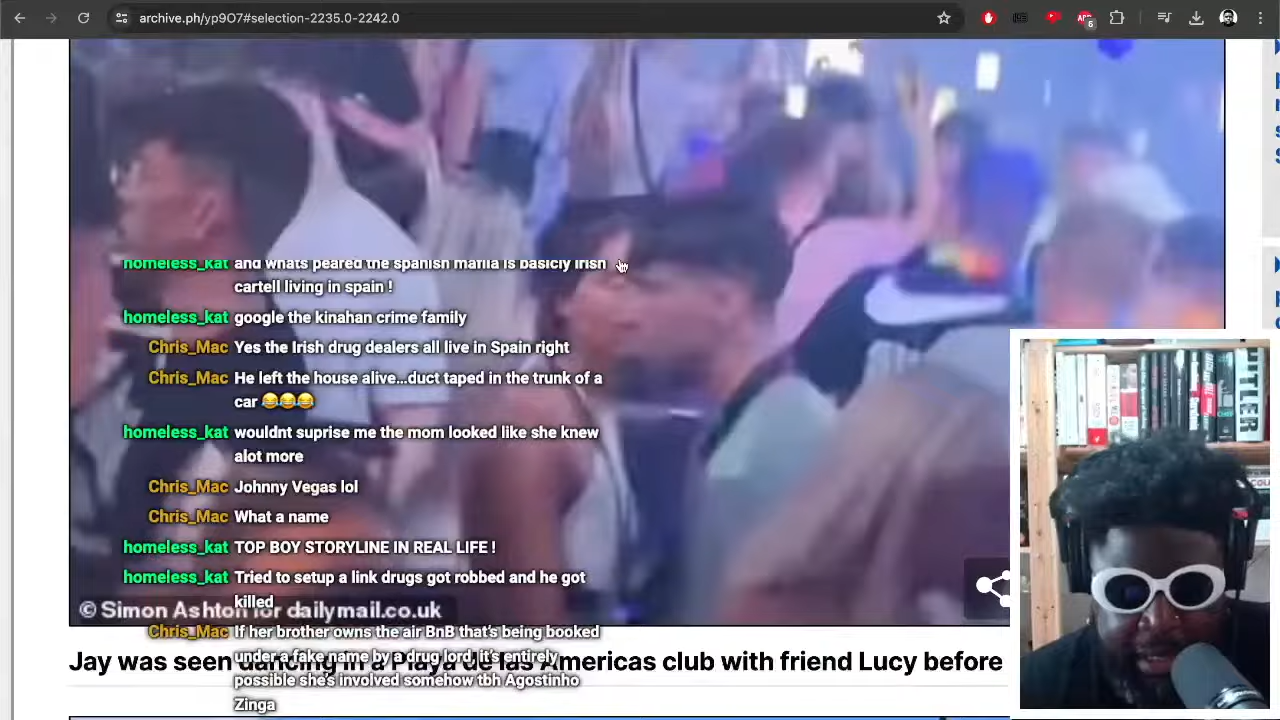 archive.ph/yp9O7#selection-2235.0-2242.0
6
homeless_kat and whats peared the spanish mafiia is basicly irish
cartell living in spain !
homeless_kat google the kinahan crime family
Chris_Mac Yes the Irish drug dealers all live in Spain right
Chris_Mac He left the house alive...duct taped in the trunk of a
car 😂😂😂
homeless_kat wouldnt suprise me the mom looked like she knew
alot more
Chris_Mac Johnny Vegas lol
Chris_Mac What a name
homeless_kat TOP BOY STORYLINE IN REAL LIFE !
homeless_kat Tried to setup a link drugs got robbed and he got
killed
© Simon Ashton for dailymail.co.uk
Chris_Mac If her brother owns the air BnB that's being booked
under a fake name by a drug lord, it's entirely
possible she's involved somehow tbh Agostinho
Zinga
Jay was seen Playa de las Americas club with friend Lucy before
HITLER